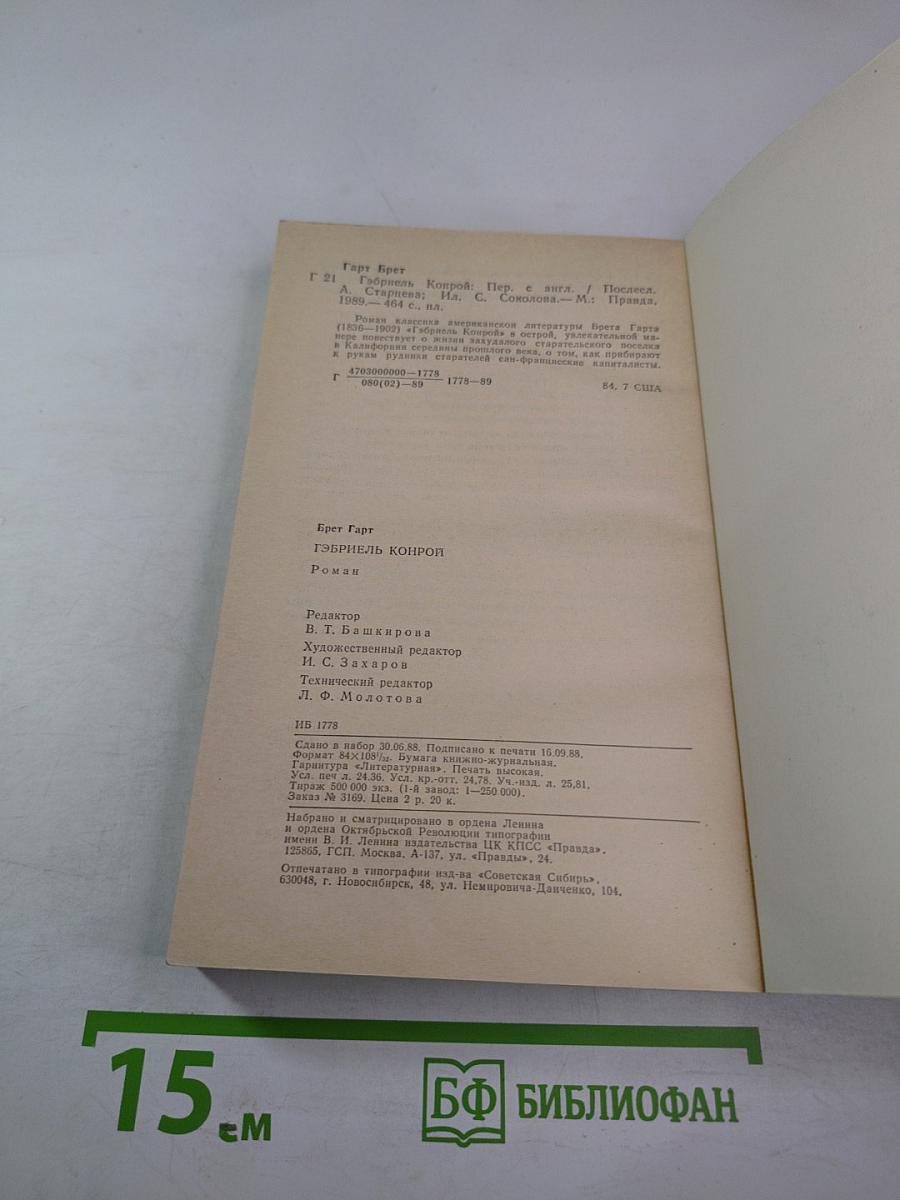 Гарт Брет
Г 21 Гэбриель Конрой: Пер. с англ. / Послесл.
А. Старцева; Ил. С. Соколова.— М.: Правда,
1989.— 464 с., ил.
Роман классика американской литературы Брета Гарта
(1836—1902) «Гэбриель Конрой» в острой, увлекательной ма-
нере повествует о жизни захудалого старательского поселка
в Калифорнии середины прошлого века, о том, как прибирают
к рукам рудники старателей сан-францисские капиталисты.
Г 4703000000—1778
080(02)—89 1778—89
84. 7 США
Брет Гарт
ГЭБРИЕЛЬ КОНРОЙ
Роман
Редактор
В. Т. Башкирова
Художественный редактор
И. С. Захаров
Технический редактор
Л. Ф. Молотова
ИБ 1778
Сдано в набор 30.06.88. Подписано к печати 16.09.88.
Формат 84×108¹/₃₂. Бумага книжно-журнальная.
Гарнитура «Литературная». Печать высокая.
Усл. печ л. 24,36. Усл. кр.-отт. 24,78. Уч.-изд. л. 25,81.
Тираж 500 000 экз. (1-й завод: 1—250 000).
Заказ № 3169. Цена 2 р. 20 к.
Набрано и сматрицировано в ордена Ленина
и ордена Октябрьской Революции типографии
имени В. И. Ленина издательства ЦК КПСС «Правда».
125865, ГСП. Москва, А-137, ул. «Правды», 24.
Отпечатано в типографии изд-ва «Советская Сибирь»,
630048, г. Новосибирск, 48, ул. Немировича-Данченко, 104.
15 см
БФ БИБЛИОФАН